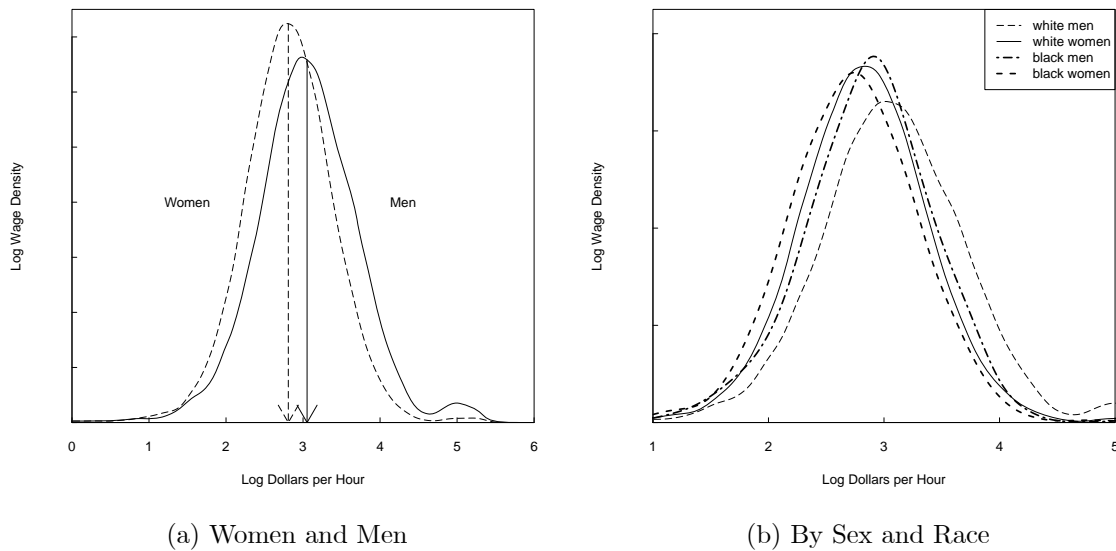 Log Wage Density
Women
Men
0 1 2 3 4 5 6
Log Dollars per Hour
(a) Women and Men
white men
white women
black men
black women
Log Wage Density
1 2 3 4 5
Log Dollars per Hour
(b) By Sex and Race